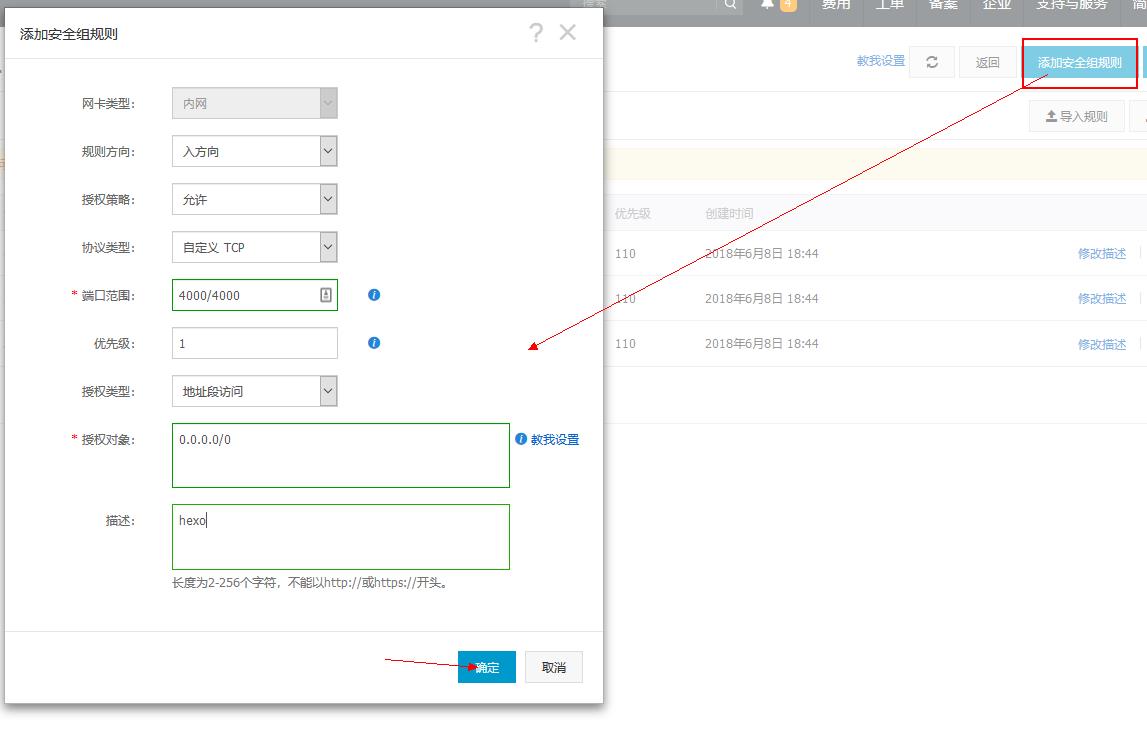 搜索
4
费用
工单
备案
企业
支持与服务
简
添加安全组规则
?
教我设置
返回
添加安全组规则
导入规则
网卡类型:
内网
规则方向:
入方向
授权策略:
允许
协议类型:
自定义 TCP
* 端口范围:
4000/4000
优先级:
1
授权类型:
地址段访问
* 授权对象:
0.0.0.0/0
教我设置
描述:
hexo
长度为2-256个字符，不能以http://或https://开头。
确定
取消
优先级
创建时间
110
2018年6月8日 18:44
修改描述
110
2018年6月8日 18:44
修改描述
110
2018年6月8日 18:44
修改描述